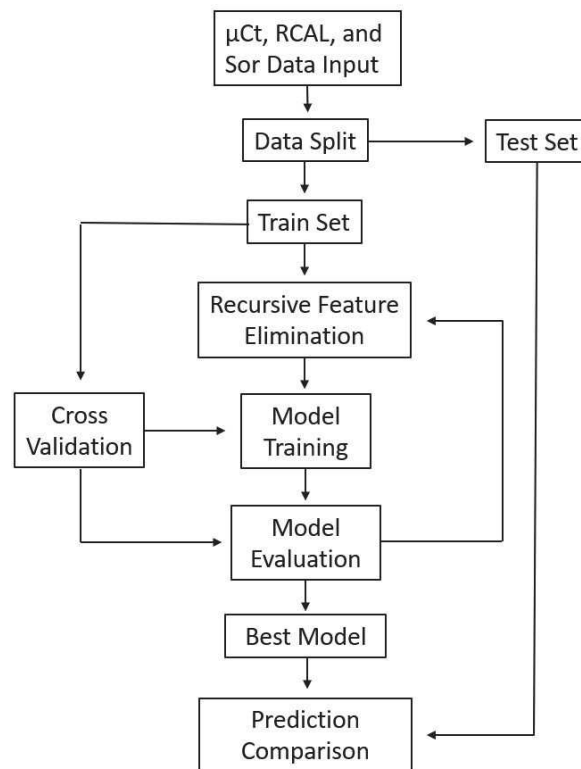 µCt, RCAL, and
Sor Data Input
Data Split
Test Set
Train Set
Recursive Feature
Elimination
Cross
Validation
Model
Training
Model
Evaluation
Best Model
Prediction
Comparison